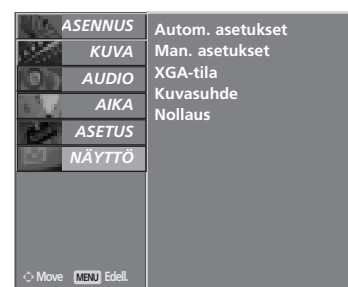 ASENNUS
KUVA
AUDIO
AIKA
ASETUS
NÄYTTÖ
Autom. asetukset
Man. asetukset
XGA-tila
Kuvasuhde
Nollaus
Move MENU Edell.